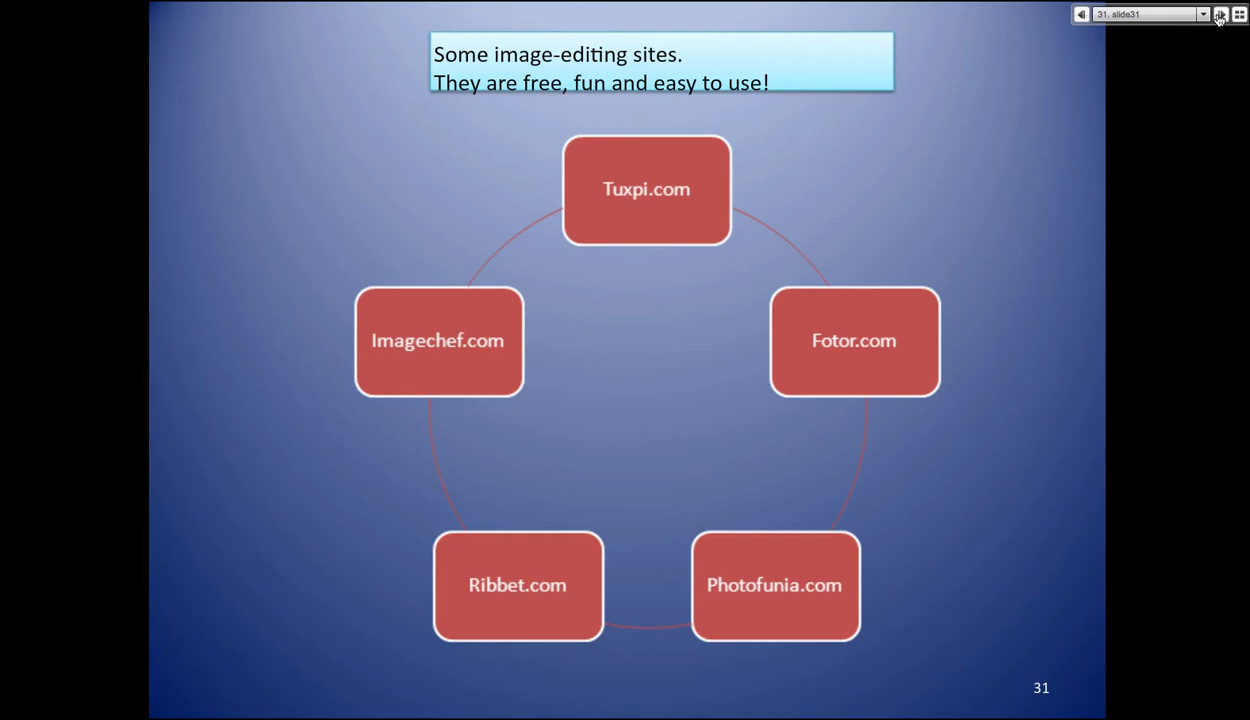 31. slide31
Some image-editing sites.
They are free, fun and easy to use!
Tuxpi.com
Imagechef.com
Fotor.com
Ribbet.com
Photofunia.com
31